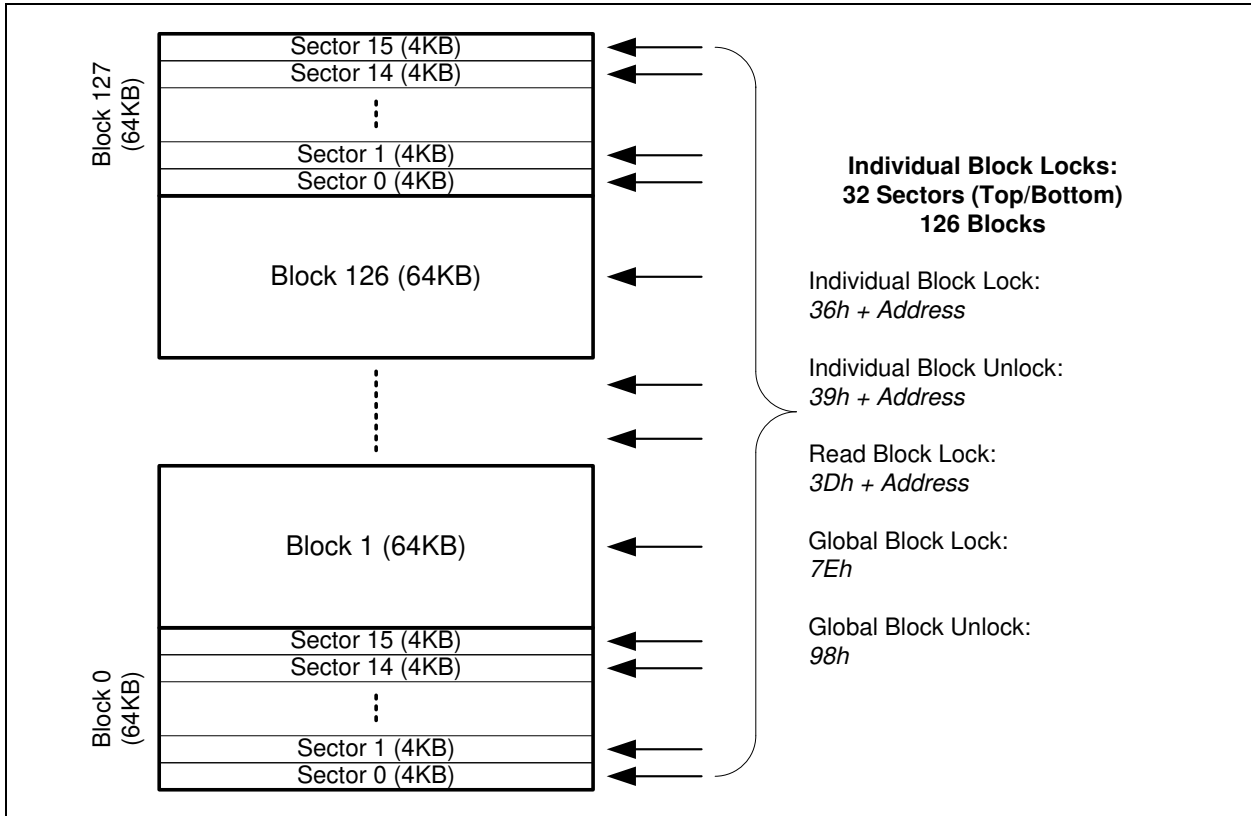 Block 127
(64KB)
Sector 15 (4KB)
Sector 14 (4KB)
Sector 1 (4KB)
Sector 0 (4KB)
Block 126 (64KB)
Block 1 (64KB)
Block 0
(64KB)
Sector 15 (4KB)
Sector 14 (4KB)
Sector 1 (4KB)
Sector 0 (4KB)
Individual Block Locks:
32 Sectors (Top/Bottom)
126 Blocks
Individual Block Lock:
36h + Address
Individual Block Unlock:
39h + Address
Read Block Lock:
3Dh + Address
Global Block Lock:
7Eh
Global Block Unlock:
98h